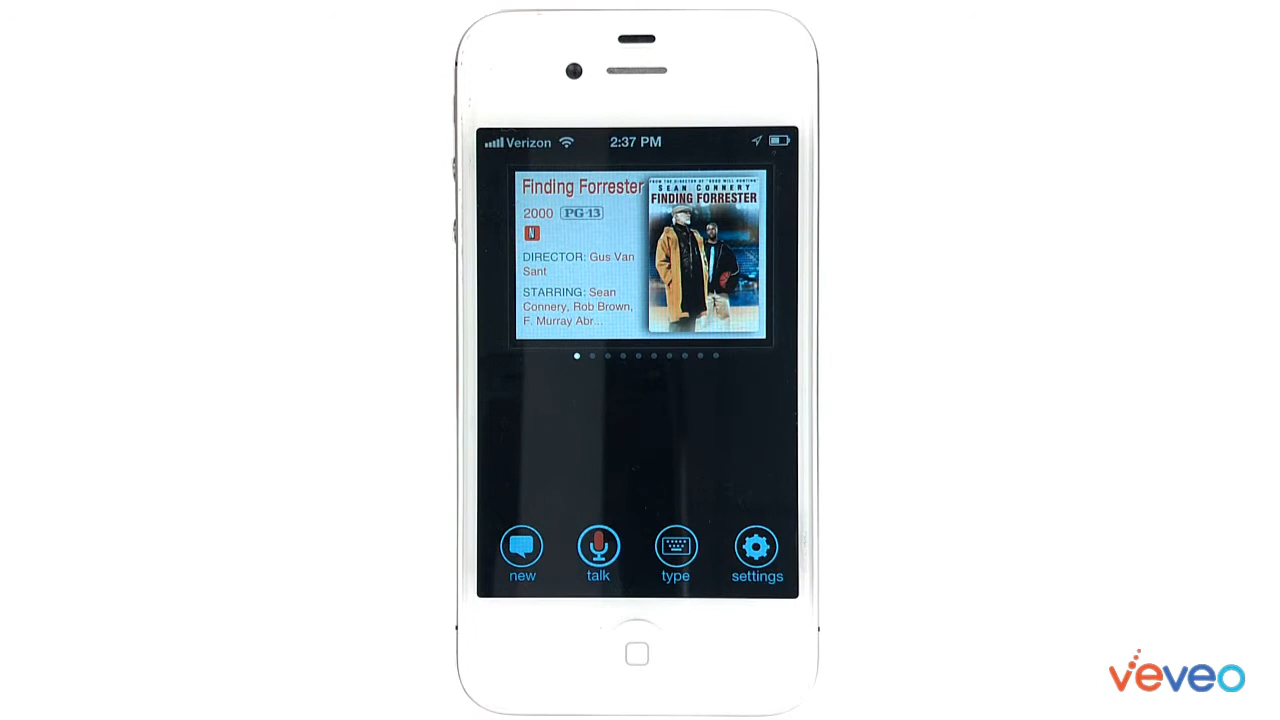 Verizon 2:37 PM
Finding Forrester
2000 PG-13
N
DIRECTOR: Gus Van
Sant
STARRING: Sean
Connery, Rob Brown,
F. Murray Abr...
FROM THE DIRECTOR OF "GOOD WILL HUNTING"
SEAN CONNERY
FINDING FORRESTER
new talk type settings
veveo